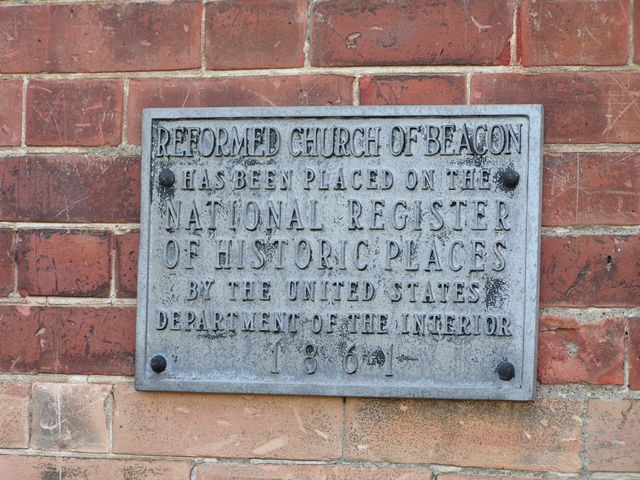 REFORMED CHURCH OF BEACON
HAS BEEN PLACED ON THE
NATIONAL REGISTER
OF HISTORIC PLACES
BY THE UNITED STATES
DEPARTMENT OF THE INTERIOR
1861